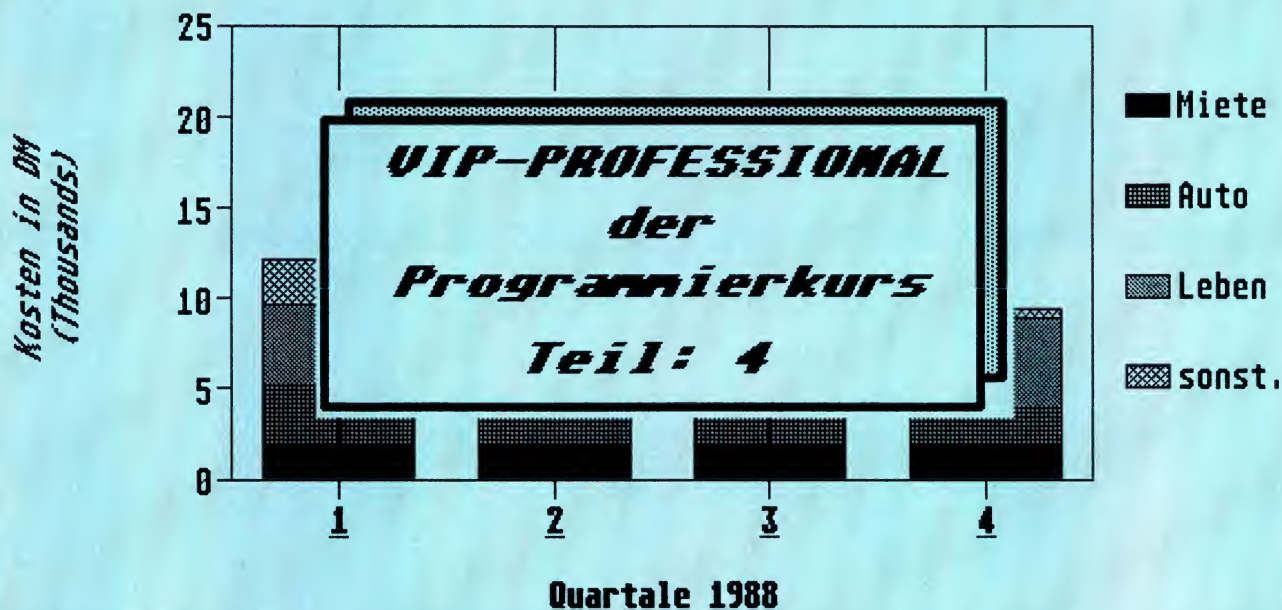 25
20
15
10
5
0
Kosten in DM
(Thousands)
VIP-PROFESSIONAL
der
Programmierkurs
Teil: 4
Miete
Auto
Leben
sonst.
1 2 3 4
Quartale 1988